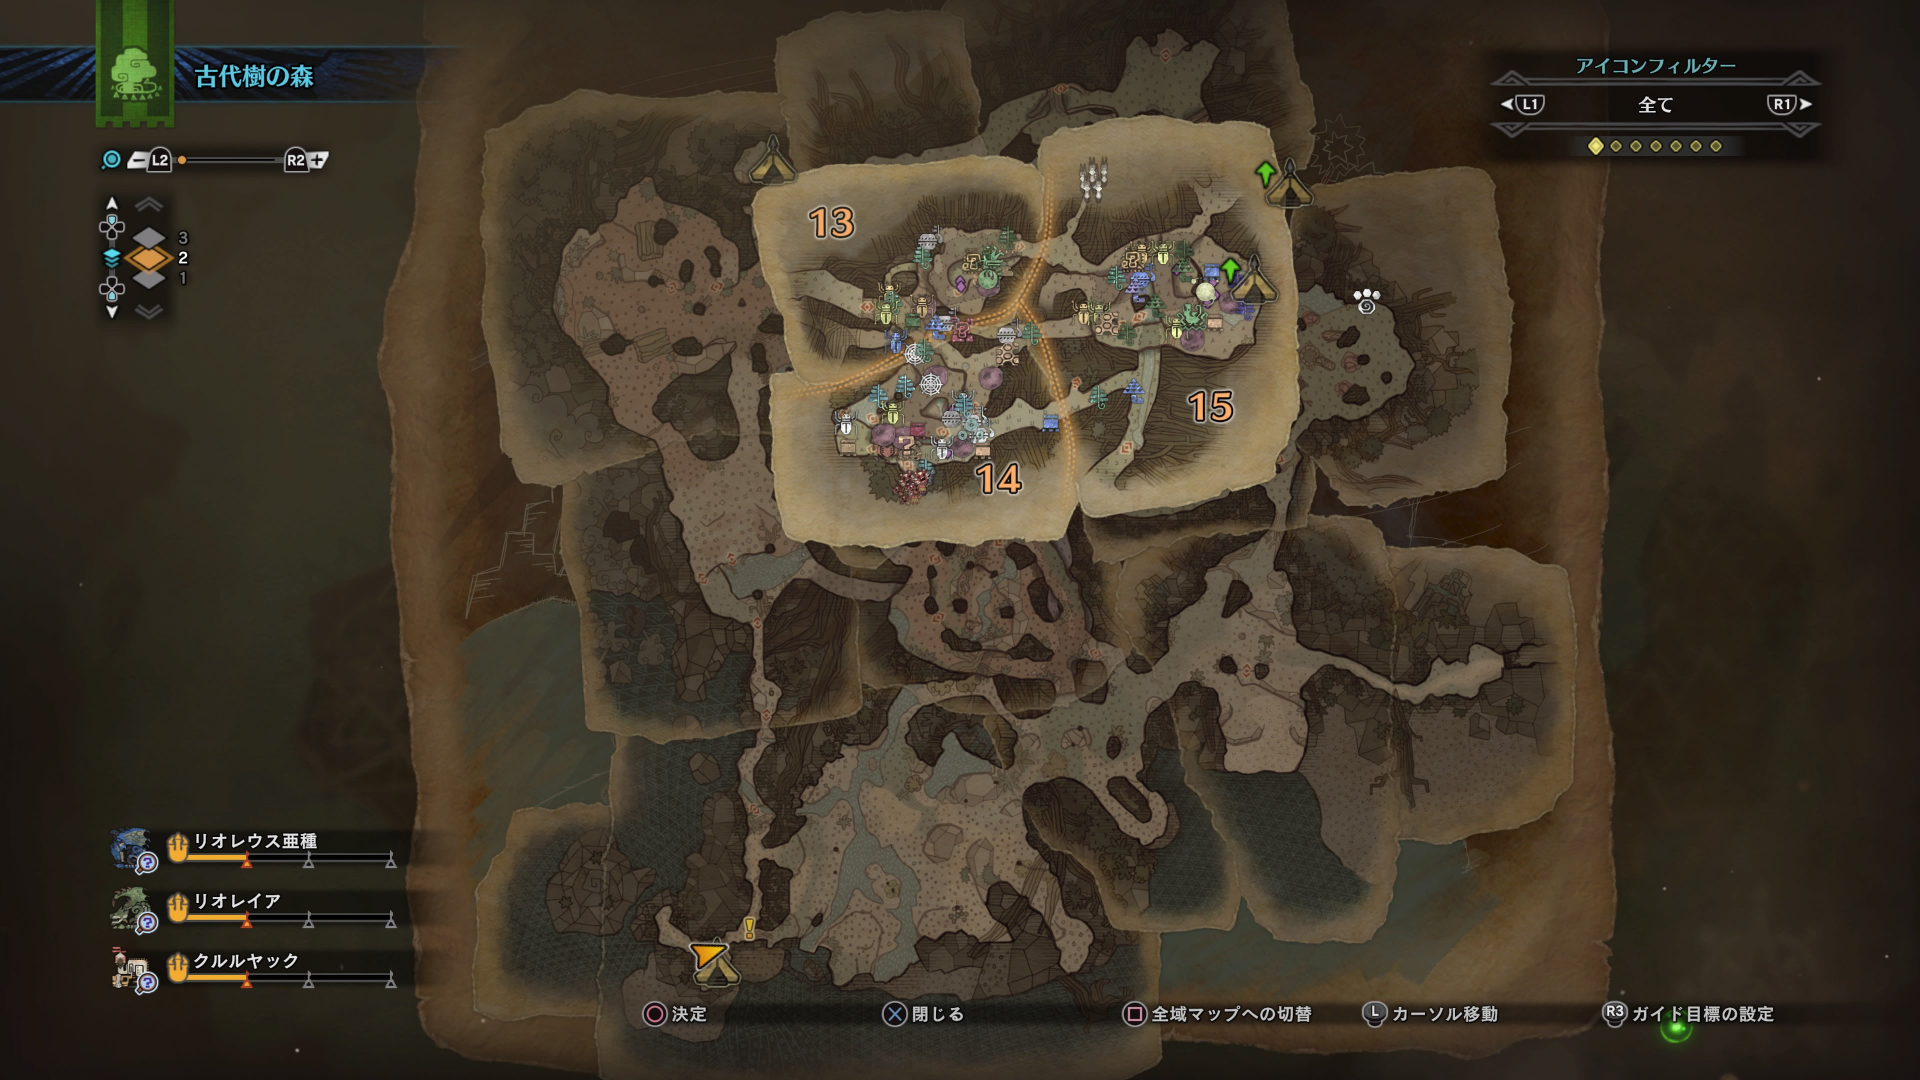 古代樹の森
L2
R2
3
2
1
アイコンフィルター
L1
全て
R1
13
14
15
リオレウス亜種
リオレイア
クルルヤック
決定
閉じる
全域マップへの切替
L カーソル移動
R3 ガイド目標の設定